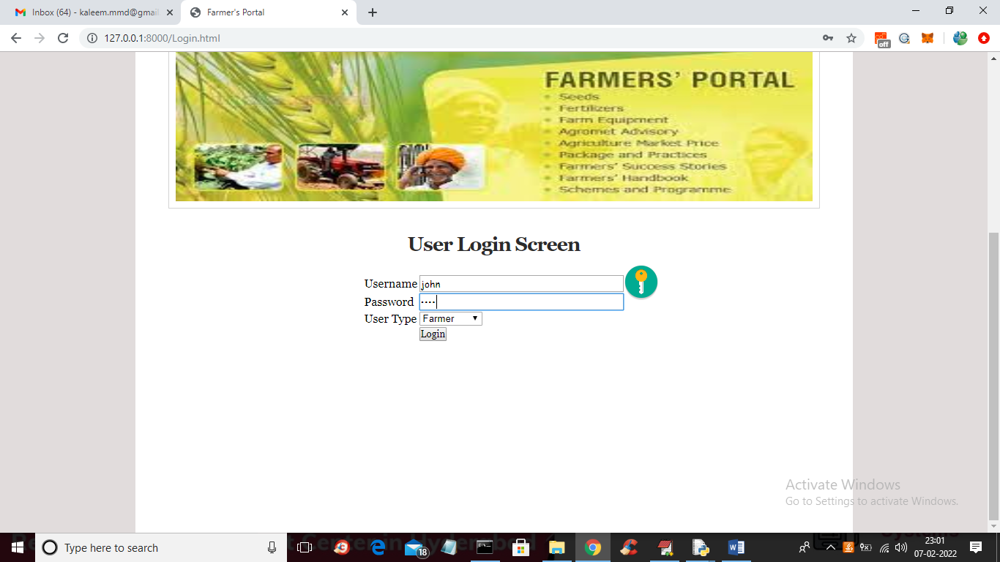 Inbox (64) - kaleem.mmd@gmai
Farmer's Portal
127.0.0.1:8000/Login.html
off
FARMERS' PORTAL
Seeds
Fertilizers
Farm Equipment
Agromet Advisory
Agriculture Market Price
Package and Practices
Farmers' Success Stories
Farmers' Handbook
Schemes and Programme
User Login Screen
Username john
Password ····
User Type Farmer
Login
Activate Windows
Go to Settings to activate Windows.
Type here to search
18
23:01
07-02-2022